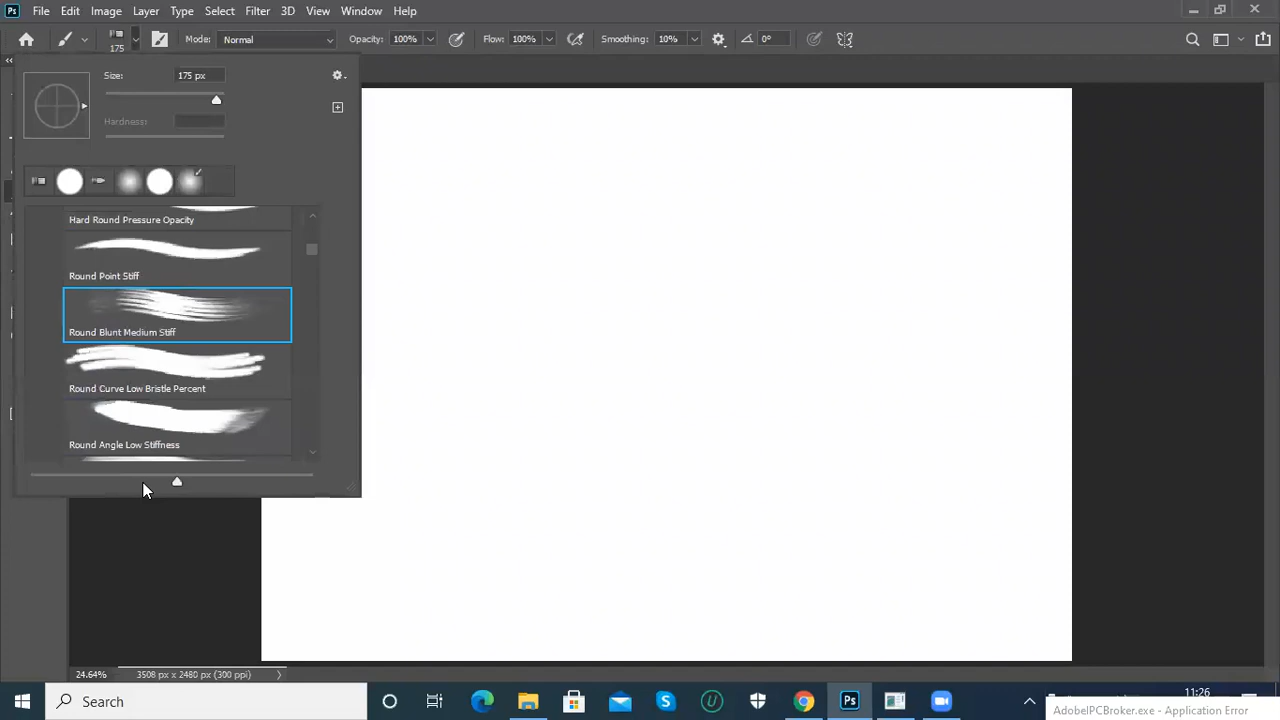 Ps File Edit Image Layer Type Select Filter 3D View Window Help
175 Mode: Normal Opacity: 100% Flow: 100% Smoothing: 10% 0°
Size: 175 px
Hardness:
Hard Round Pressure Opacity
Round Point Stiff
Round Blunt Medium Stiff
Round Curve Low Bristle Percent
Round Angle Low Stiffness
24.64% 3508 px x 2480 px (300 ppi)
Search Ps 11:26
AdobeIPCBroker.exe - Application Error